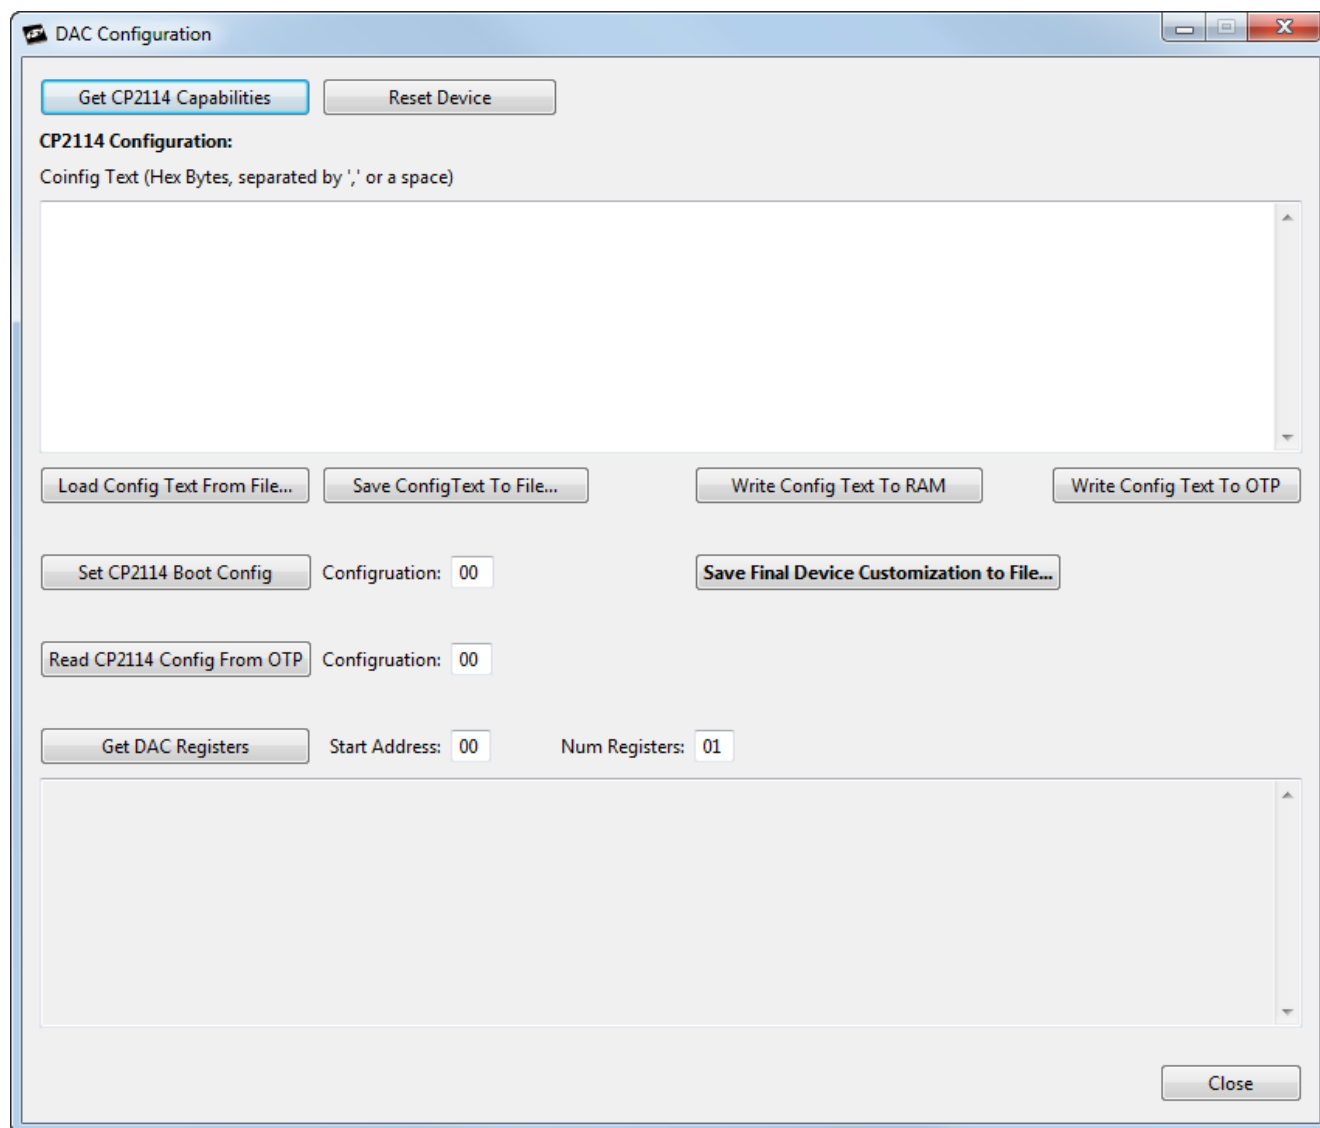 DAC Configuration
Get CP2114 Capabilities Reset Device
CP2114 Configuration:
Coinfig Text (Hex Bytes, separated by ',' or a space)
Load Config Text From File... Save ConfigText To File... Write Config Text To RAM Write Config Text To OTP
Set CP2114 Boot Config Configruation: 00 Save Final Device Customization to File...
Read CP2114 Config From OTP Configruation: 00
Get DAC Registers Start Address: 00 Num Registers: 01
Close